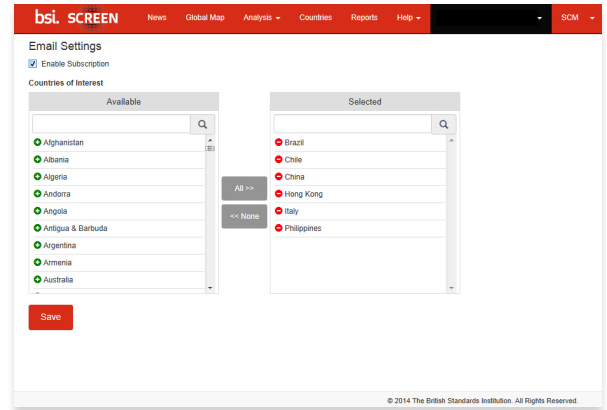 bsi. SCREEN News Global Map Analysis Countries Reports Help SCM
Email Settings
Enable Subscription
Countries of Interest
Available Selected
Afghanistan
Albania
Algeria
Andorra
Angola
Antigua & Barbuda
Argentina
Armenia
Australia
All >>
<< None
Brazil
Chile
China
Hong Kong
Italy
Philippines
Save
© 2014 The British Standards Institution. All Rights Reserved.